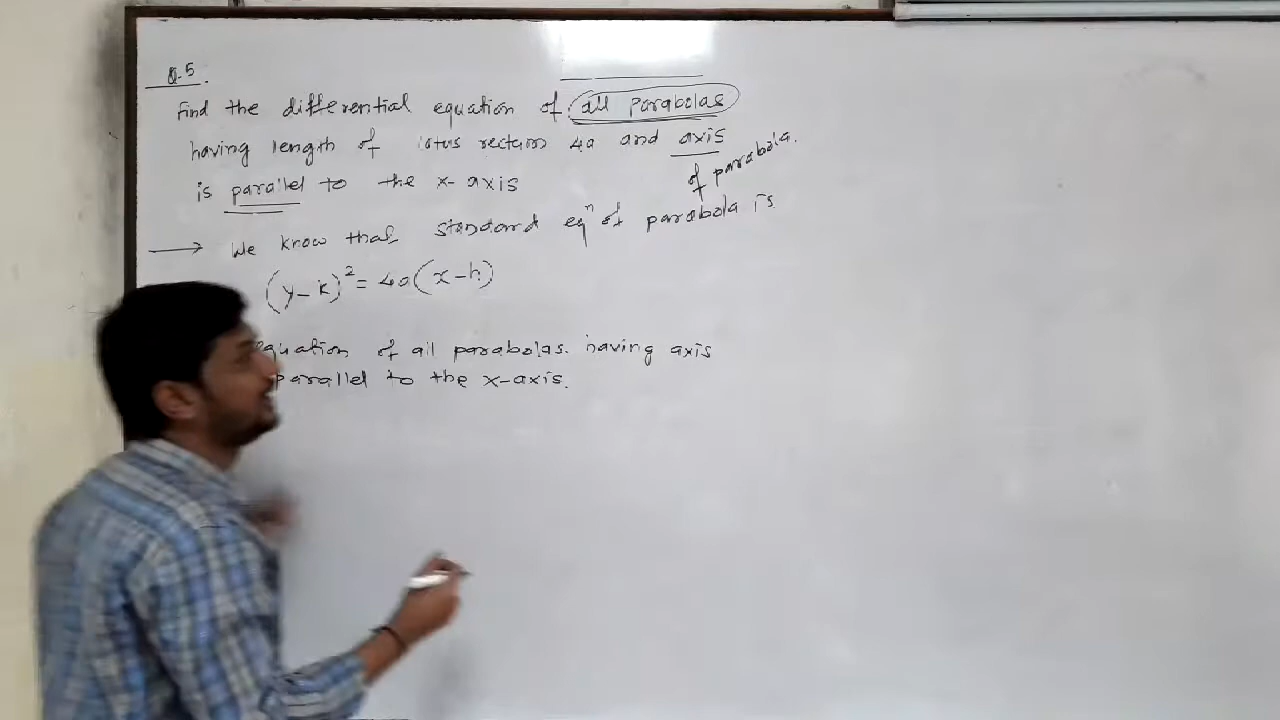 Q.5.
Find the differential equation of all parabolas
having length of latus rectum 4a and axis
of parabola.
is parallel to the x-axis
→ We know that standard eqⁿ of parabola is
(y-k)² = 4a(x-h)
equation of all parabolas. having axis
parallel to the x-axis.